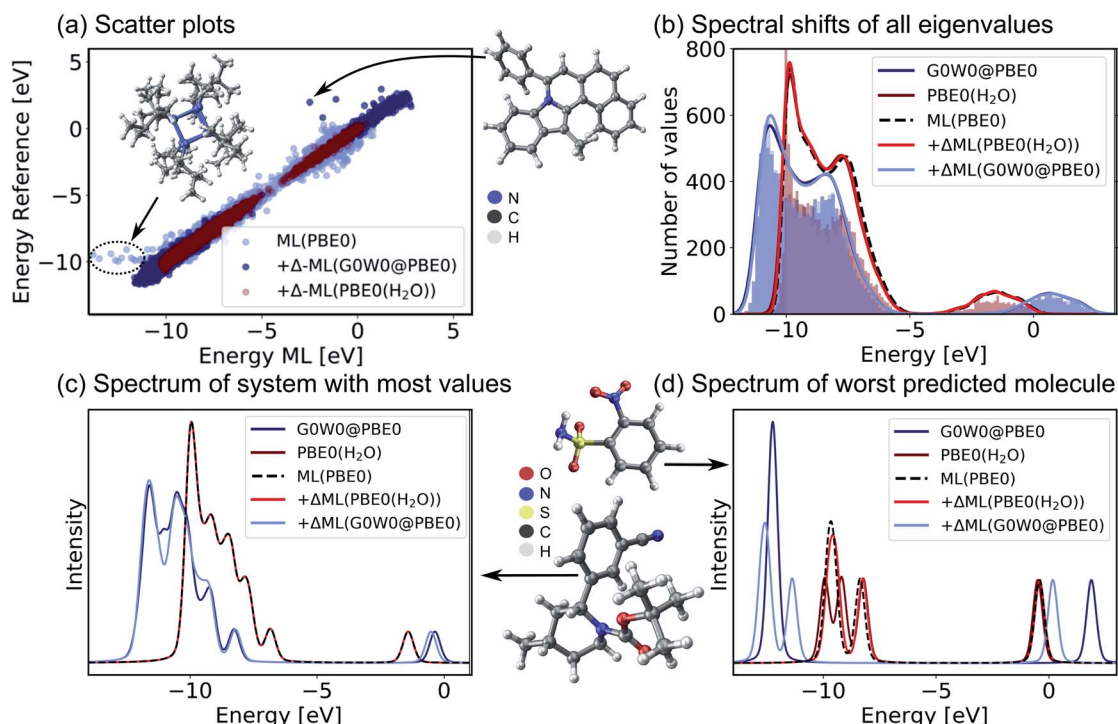 (a) Scatter plots
Energy Reference [eV]
5
0
−5
−10
ML(PBE0)
+Δ-ML(G0W0@PBE0)
+Δ-ML(PBE0(H₂O))
−10
−5
0
5
Energy ML [eV]
N
C
H
(b) Spectral shifts of all eigenvalues
Number of values
800
600
400
200
0
G0W0@PBE0
PBE0(H₂O)
ML(PBE0)
+ΔML(PBE0(H₂O))
+ΔML(G0W0@PBE0)
−10
−5
0
Energy [eV]
(c) Spectrum of system with most values
Intensity
G0W0@PBE0
PBE0(H₂O)
ML(PBE0)
+ΔML(PBE0(H₂O))
+ΔML(G0W0@PBE0)
−10
−5
0
Energy [eV]
O
N
S
C
H
(d) Spectrum of worst predicted molecule
Intensity
G0W0@PBE0
PBE0(H₂O)
ML(PBE0)
+ΔML(PBE0(H₂O))
+ΔML(G0W0@PBE0)
−10
−5
0
Energy [eV]